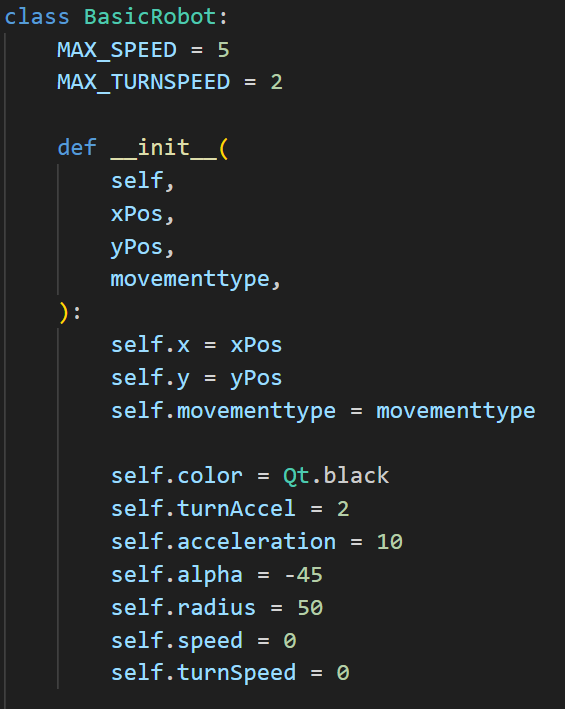 class BasicRobot:
    MAX_SPEED = 5
    MAX_TURNSPEED = 2

    def __init__(
        self,
        xPos,
        yPos,
        movementtype,
    ):
        self.x = xPos
        self.y = yPos
        self.movementtype = movementtype

        self.color = Qt.black
        self.turnAccel = 2
        self.acceleration = 10
        self.alpha = -45
        self.radius = 50
        self.speed = 0
        self.turnSpeed = 0